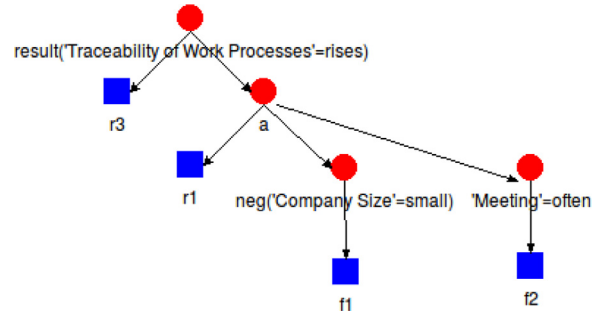 result('Traceability of Work Processes'=rises)
r3
a
r1
neg('Company Size'=small)
'Meeting'=often
f1
f2